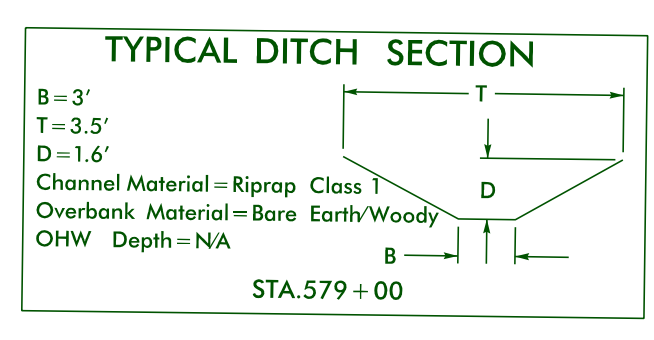 TYPICAL DITCH SECTION
B=3'
T=3.5'
D=1.6'
Channel Material=Riprap Class 1
Overbank Material=Bare Earth/Woody
OHW Depth=N/A
T
D
B
STA.579+00